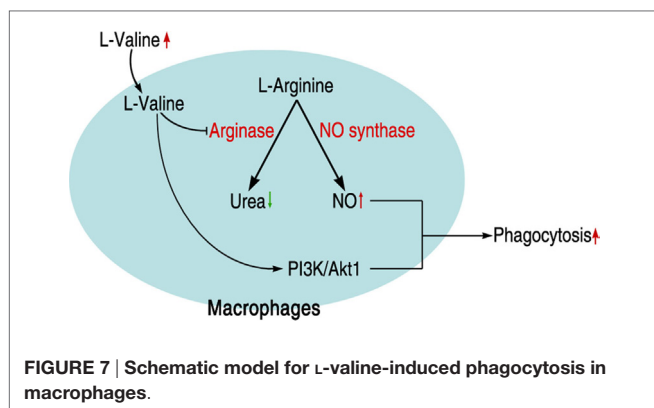 L-Valine↑
L-Arginine
L-Valine
Arginase
NO synthase
Urea↓
NO↑
Phagocytosis↑
PI3K/Akt1
Macrophages
FIGURE 7 | Schematic model for L-valine-induced phagocytosis in
macrophages.